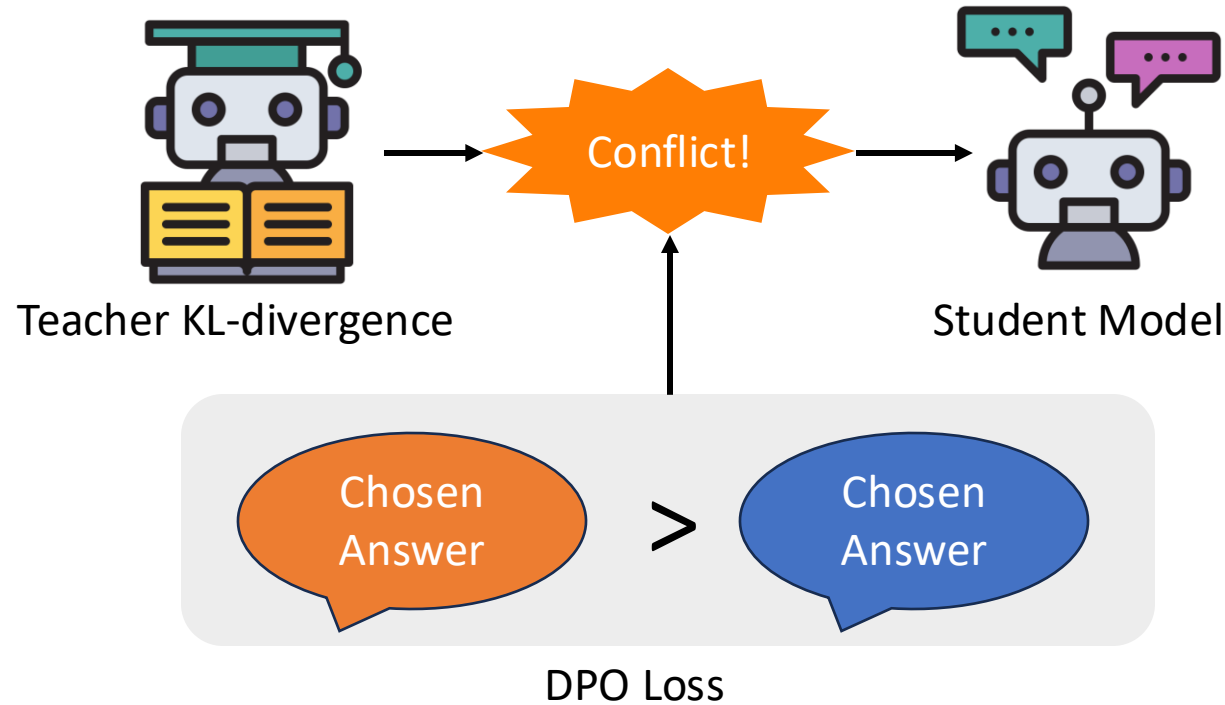 Conflict!
Teacher KL-divergence
Student Model
Chosen
Answer
>
Chosen
Answer
DPO Loss